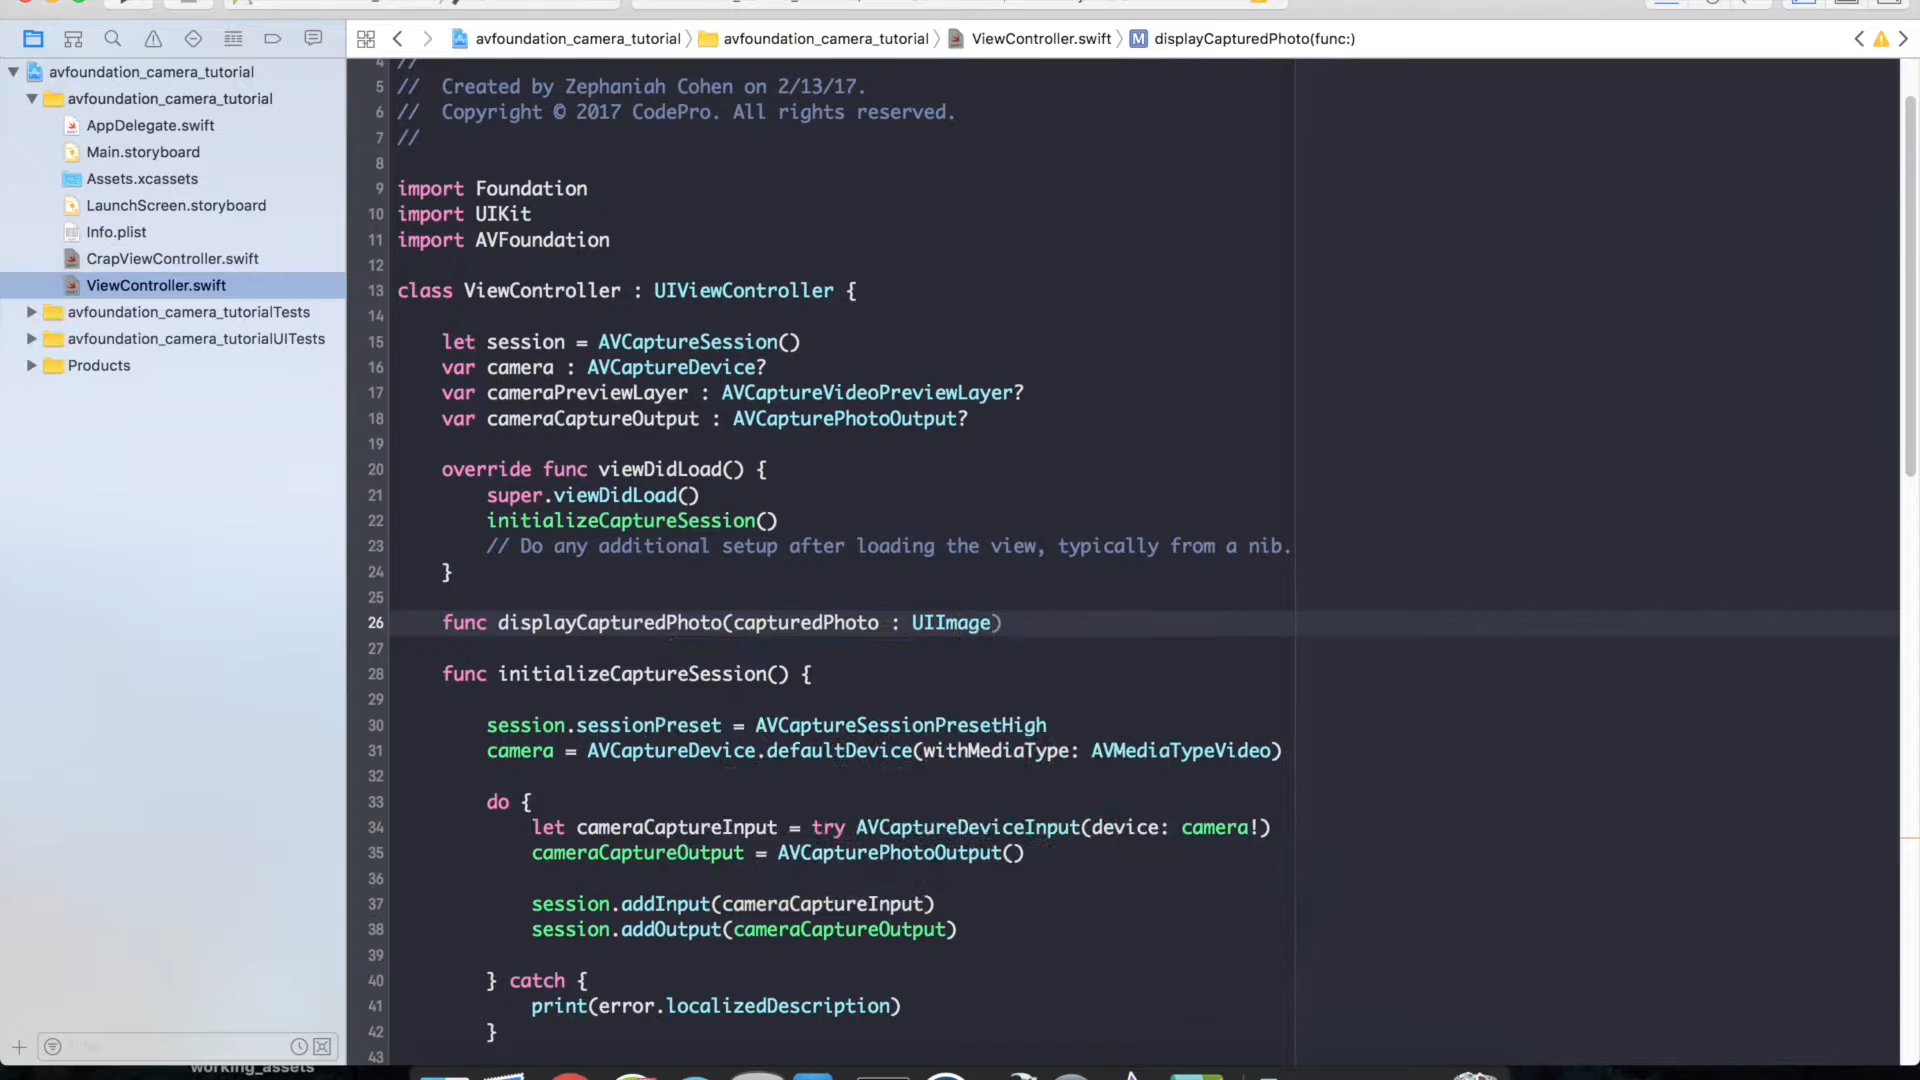 avfoundation_camera_tutorial
avfoundation_camera_tutorial
ViewController.swift
displayCapturedPhoto(func:)
avfoundation_camera_tutorial
avfoundation_camera_tutorial
AppDelegate.swift
Main.storyboard
Assets.xcassets
LaunchScreen.storyboard
Info.plist
CrapViewController.swift
ViewController.swift
avfoundation_camera_tutorialTests
avfoundation_camera_tutorialUITests
Products
4 //
5 // Created by Zephaniah Cohen on 2/13/17.
6 // Copyright © 2017 CodePro. All rights reserved.
7 //
8
9 import Foundation
10 import UIKit
11 import AVFoundation
12
13 class ViewController : UIViewController {
14
15 let session = AVCaptureSession()
16 var camera : AVCaptureDevice?
17 var cameraPreviewLayer : AVCaptureVideoPreviewLayer?
18 var cameraCaptureOutput : AVCapturePhotoOutput?
19
20 override func viewDidLoad() {
21 super.viewDidLoad()
22 initializeCaptureSession()
23 // Do any additional setup after loading the view, typically from a nib.
24 }
25
26 func displayCapturedPhoto(capturedPhoto : UIImage)
27
28 func initializeCaptureSession() {
29
30 session.sessionPreset = AVCaptureSessionPresetHigh
31 camera = AVCaptureDevice.defaultDevice(withMediaType: AVMediaTypeVideo)
32
33 do {
34 let cameraCaptureInput = try AVCaptureDeviceInput(device: camera!)
35 cameraCaptureOutput = AVCapturePhotoOutput()
36
37 session.addInput(cameraCaptureInput)
38 session.addOutput(cameraCaptureOutput)
39
40 } catch {
41 print(error.localizedDescription)
42 }
43
working_assets